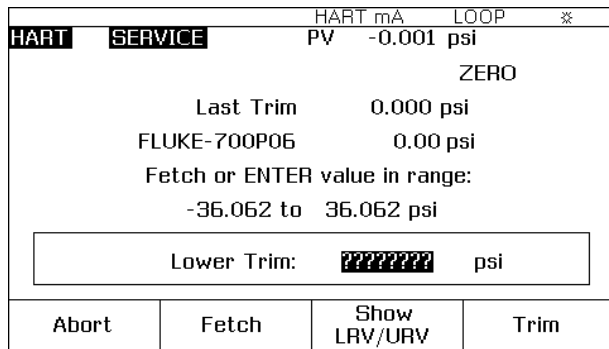 HART mA LOOP
HART SERVICE PV -0.001 psi
ZERO
Last Trim 0.000 psi
FLUKE-700P06 0.00 psi
Fetch or ENTER value in range:
-36.062 to 36.062 psi
Lower Trim: ???????? psi
Abort Fetch Show LRV/URV Trim